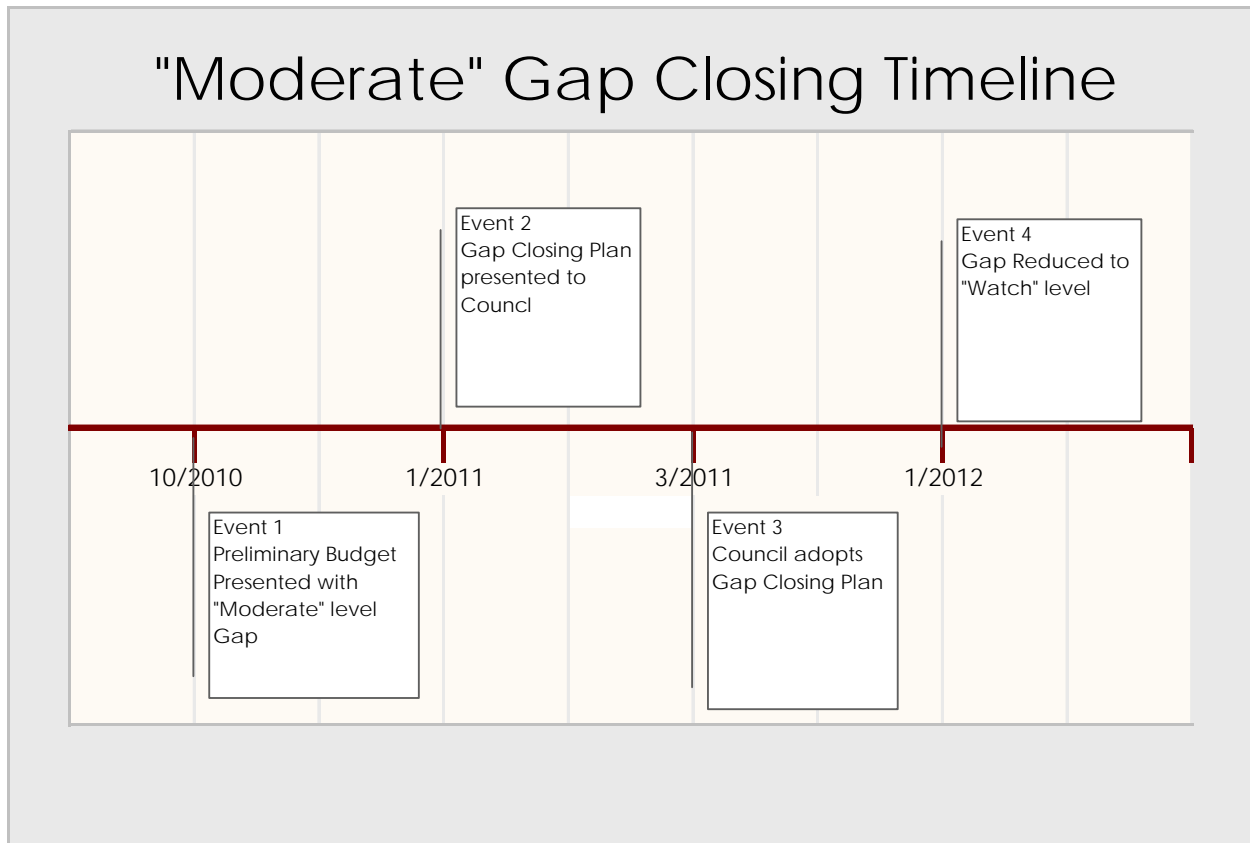 "Moderate" Gap Closing Timeline
Event 2
Gap Closing Plan
presented to
Councl
Event 4
Gap Reduced to
"Watch" level
10/2010
1/2011
3/2011
1/2012
Event 1
Preliminary Budget
Presented with
"Moderate" level
Gap
Event 3
Council adopts
Gap Closing Plan